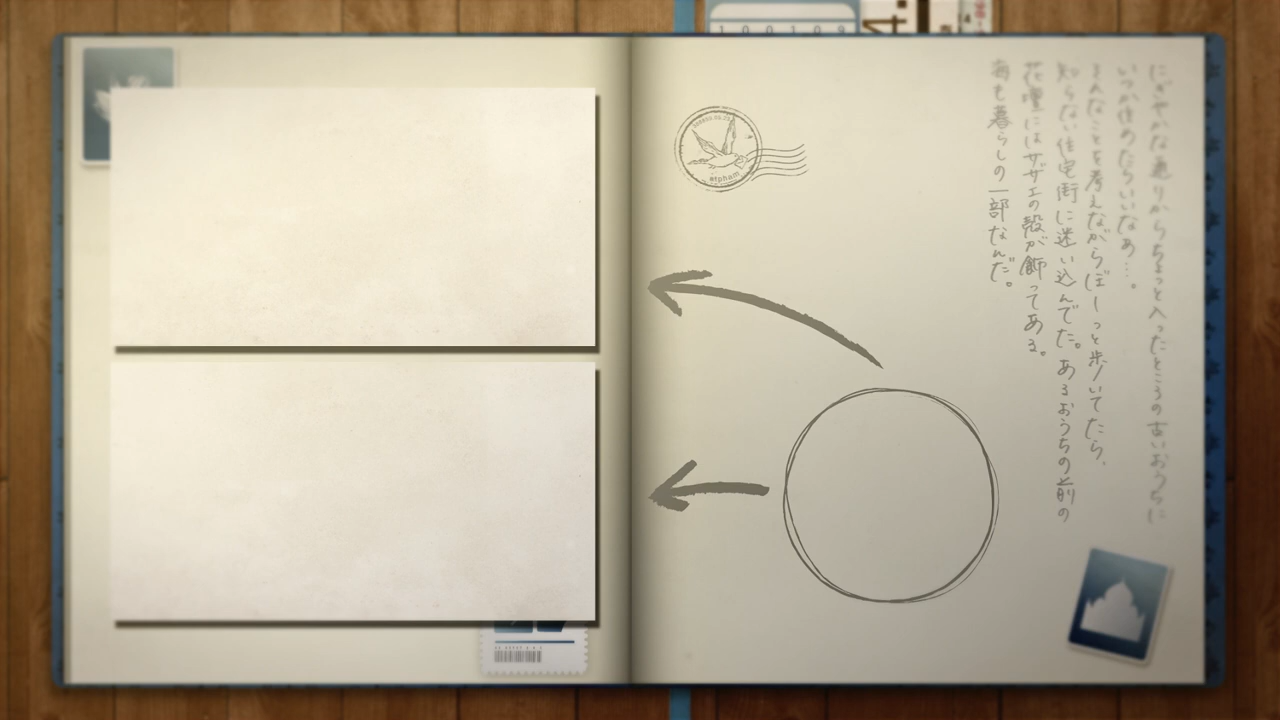 にぎやかな通りからちょっと入ったところの古いおうちに
いつか住めたらいいなぁ…。
そんなことを考えながらぼーっと歩いてたら、
知らない住宅街に迷い込んでた。あるおうちの前の
花壇にはサザエの殻が飾ってある。
海も暮らしの一部なんだ。
afpham
100109